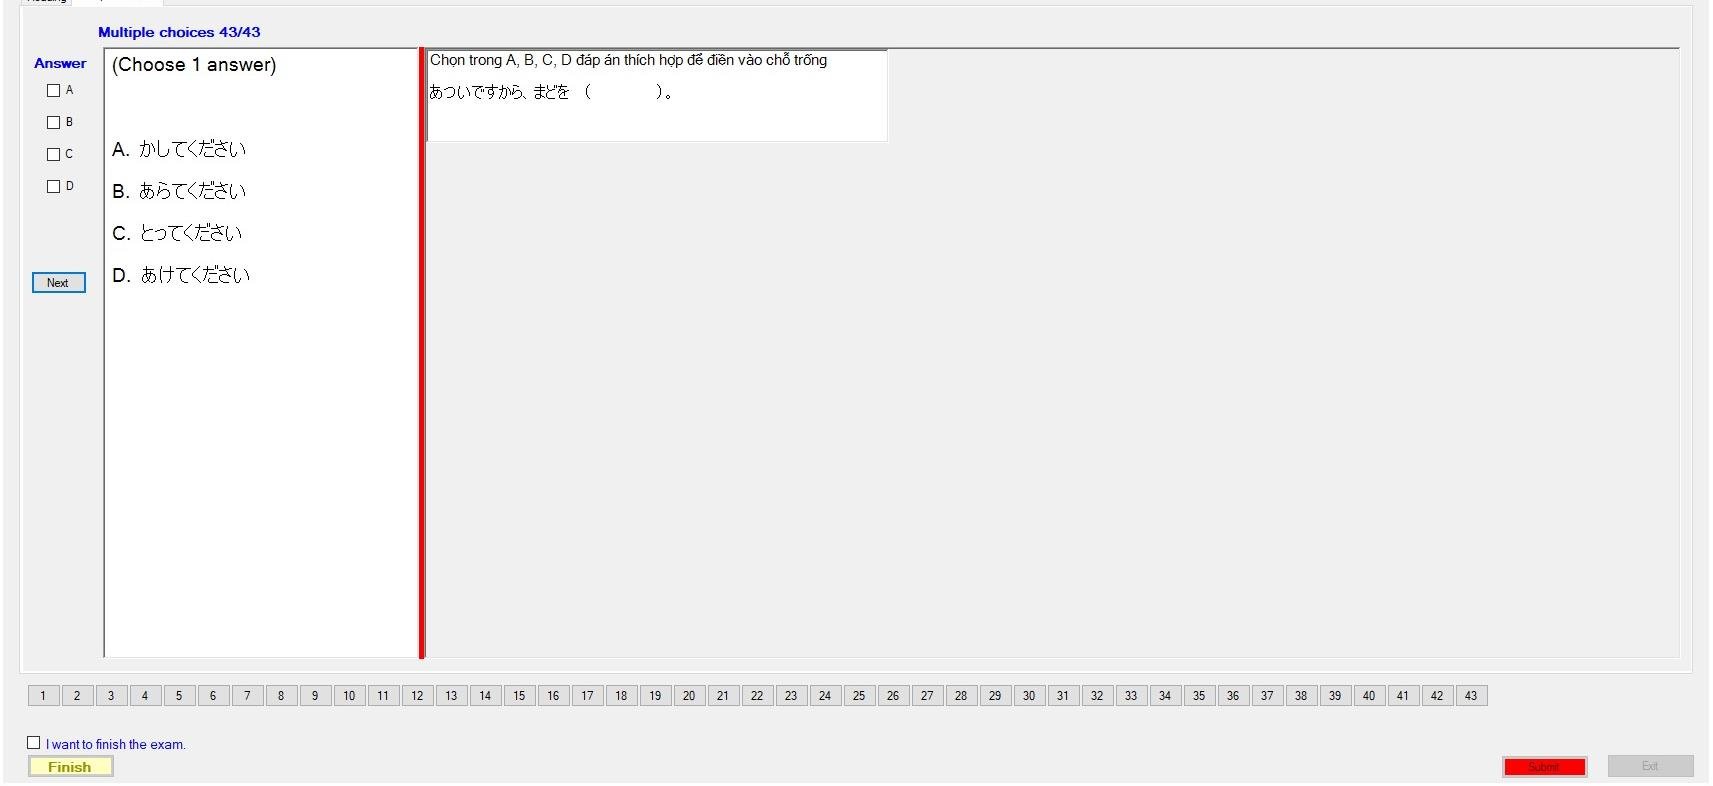 Multiple choices 43/43
Answer
A
B
C
D
Next
(Choose 1 answer)
A. かしてください
B. あらてください
C. とってください
D. あけてください
Chọn trong A, B, C, D đáp án thích hợp để điền vào chỗ trống
あついですから、まどを （　　　　）。
1 2 3 4 5 6 7 8 9 10 11 12 13 14 15 16 17 18 19 20 21 22 23 24 25 26 27 28 29 30 31 32 33 34 35 36 37 38 39 40 41 42 43
I want to finish the exam.
Finish
Submit
Exit